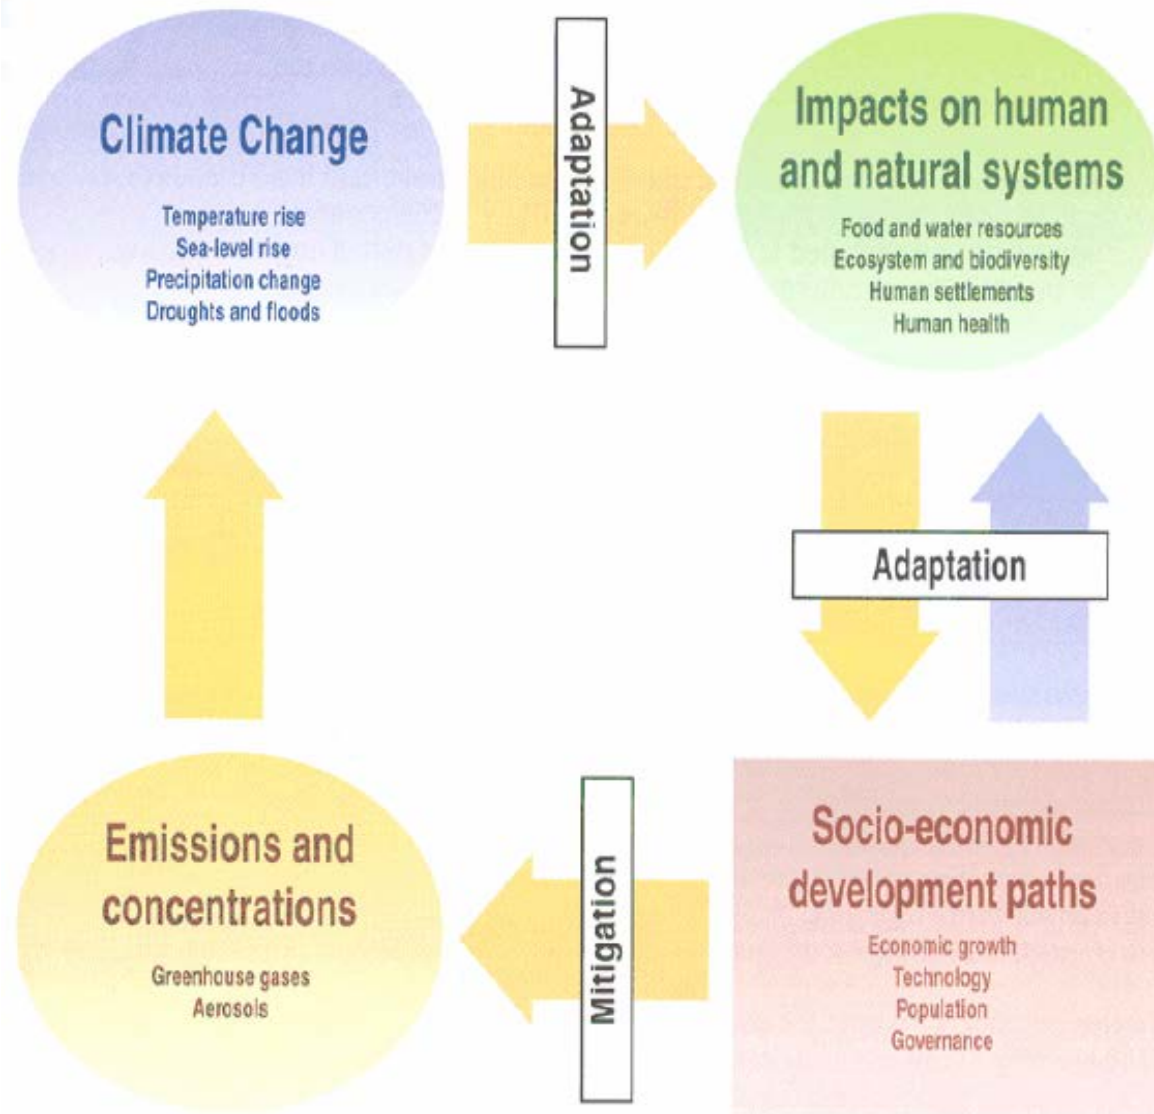 Climate Change
Temperature rise
Sea-level rise
Precipitation change
Droughts and floods
Adaptation
Impacts on human
and natural systems
Food and water resources
Ecosystem and biodiversity
Human settlements
Human health
Adaptation
Emissions and
concentrations
Greenhouse gases
Aerosols
Mitigation
Socio-economic
development paths
Economic growth
Technology
Population
Governance